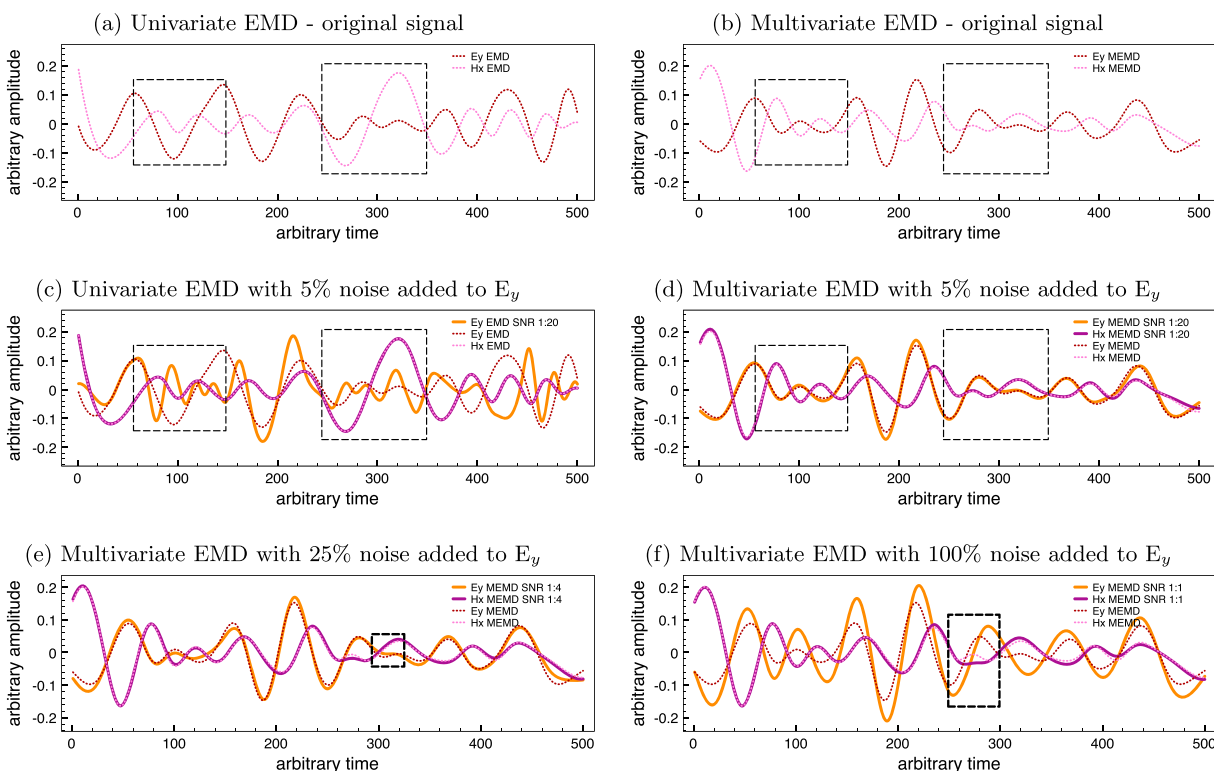 (a) Univariate EMD - original signal
arbitrary amplitude
0.2
0.1
0
-0.1
-0.2
Ey EMD
Hx EMD
0 100 200 300 400 500
arbitrary time
(b) Multivariate EMD - original signal
arbitrary amplitude
0.2
0.1
0
-0.1
-0.2
Ey MEMD
Hx MEMD
0 100 200 300 400 500
arbitrary time
(c) Univariate EMD with 5% noise added to Ey
arbitrary amplitude
0.2
0.1
0
-0.1
-0.2
Ey EMD SNR 1:20
Ey EMD
Hx EMD
0 100 200 300 400 500
arbitrary time
(d) Multivariate EMD with 5% noise added to Ey
arbitrary amplitude
0.2
0.1
0
-0.1
-0.2
Ey MEMD SNR 1:20
Hx MEMD SNR 1:20
Ey MEMD
Hx MEMD
0 100 200 300 400 500
arbitrary time
(e) Multivariate EMD with 25% noise added to Ey
arbitrary amplitude
0.2
0.1
0
-0.1
-0.2
Ey MEMD SNR 1:4
Hx MEMD SNR 1:4
Ey MEMD
Hx MEMD
0 100 200 300 400 500
arbitrary time
(f) Multivariate EMD with 100% noise added to Ey
arbitrary amplitude
0.2
0.1
0
-0.1
-0.2
Ey MEMD SNR 1:1
Hx MEMD SNR 1:1
Ey MEMD
Hx MEMD
0 100 200 300 400 500
arbitrary time